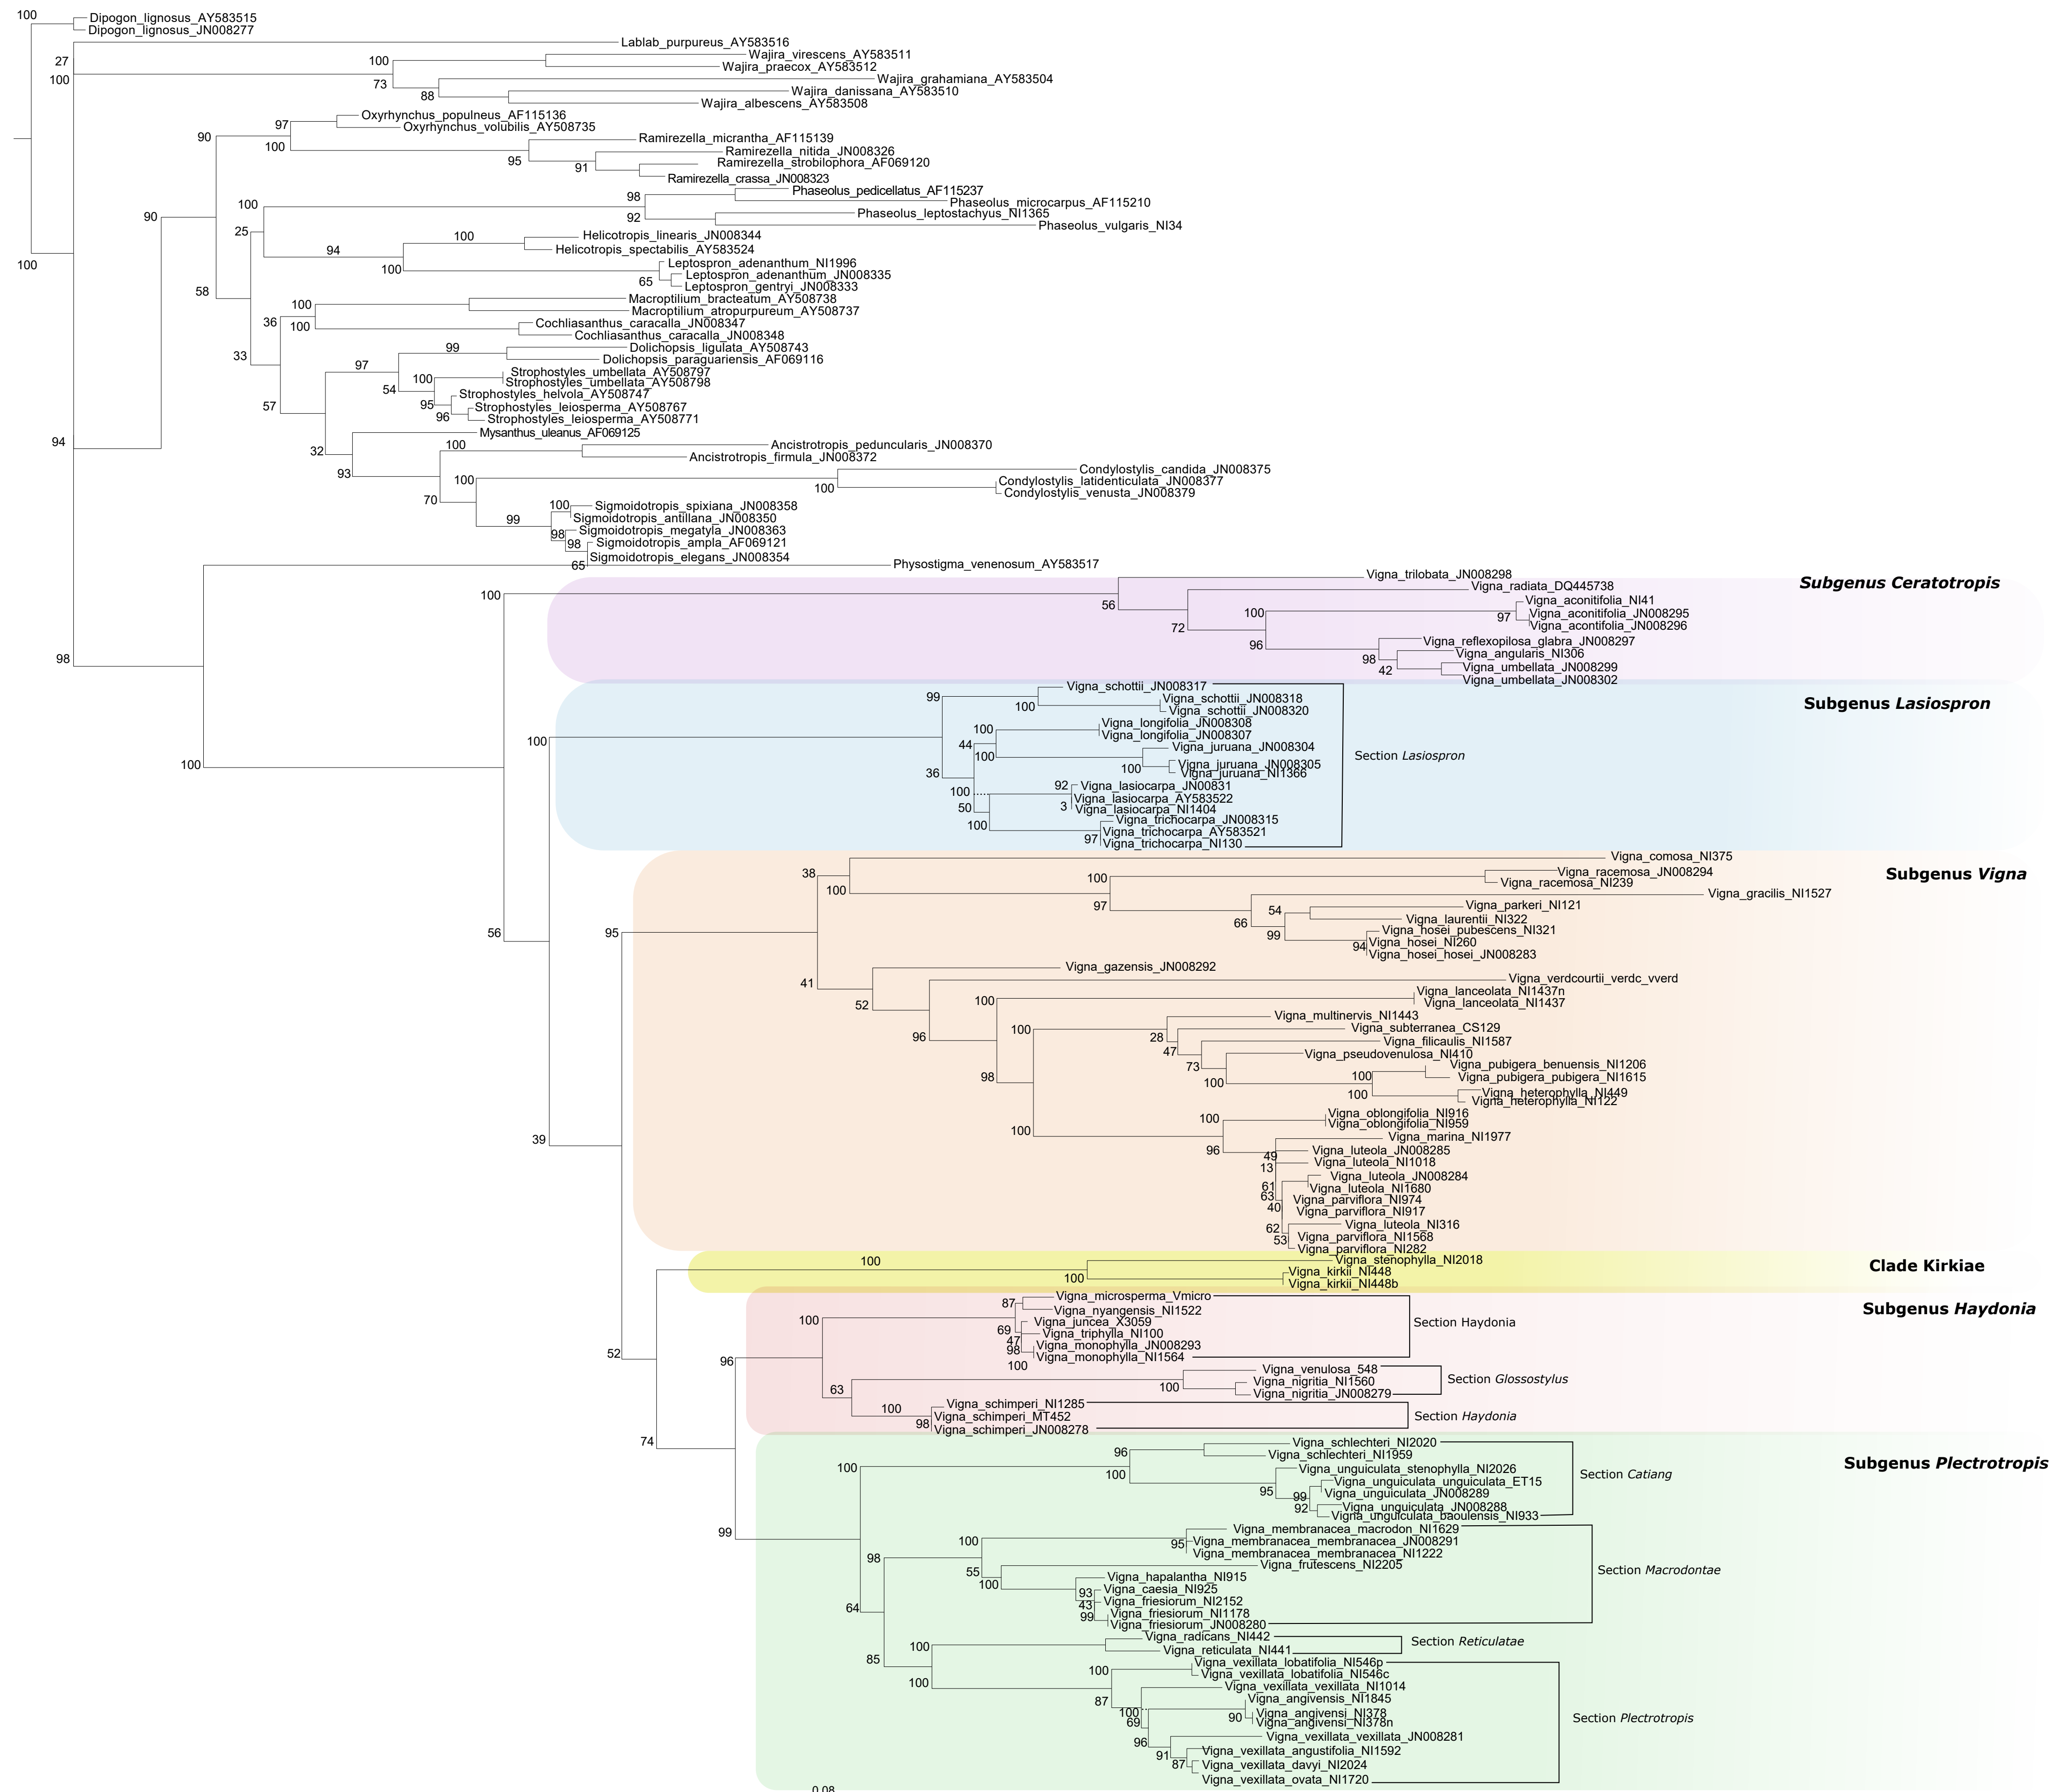 100
Dipogon_lignosus_AY583515
Dipogon_lignosus_JN008277
Lablab_purpureus_AY583516
27
100
Wajira_virescens_AY583511
100
Wajira_praecox_AY583512
73
Wajira_grahamiana_AY583504
88
Wajira_danissana_AY583510
Wajira_albescens_AY583508
Oxyrhynchus_populneus_AF115136
97
Oxyrhynchus_volubilis_AY508735
90
100
Ramirezella_micrantha_AF115139
Ramirezella_nitida_JN008326
95
Ramirezella_strobilophora_AF069120
91
Ramirezella_crassa_JN008323
Phaseolus_pedicellatus_AF115237
98
Phaseolus_microcarpus_AF115210
100
Phaseolus_leptostachyus_NI1365
90
92
Phaseolus_vulgaris_NI34
25
Helicotropis_linearis_JN008344
100
Helicotropis_spectabilis_AY583524
94
Leptospron_adenanthum_NI1996
100
100
Leptospron_adenanthum_JN008335
65
Leptospron_gentryi_JN008333
58
Macroptilium_bracteatum_AY508738
100
Macroptilium_atropurpureum_AY508737
36
Cochliasanthus_caracalla_JN008347
100
Cochliasanthus_caracalla_JN008348
99
Dolichopsis_ligulata_AY508743
33
Dolichopsis_paraguariensis_AF069116
97
Strophostyles_umbellata_AY508797
100
Strophostyles_umbellata_AY508798
54
Strophostyles_helvola_AY508747
57
95
Strophostyles_leiosperma_AY508767
96
Strophostyles_leiosperma_AY508771
Mysanthus_uleanus_AF069125
94
100
Ancistrotropis_peduncularis_JN008370
32
Ancistrotropis_firmula_JN008372
93
Condylostylis_candida_JN008375
100
Condylostylis_latidenticulata_JN008377
100
Condylostylis_venusta_JN008379
70
100
Sigmoidotropis_spixiana_JN008358
99
Sigmoidotropis_antillana_JN008350
98
Sigmoidotropis_megatyla_JN008363
98
Sigmoidotropis_ampla_AF069121
Sigmoidotropis_elegans_JN008354
65
Physostigma_venenosum_AY583517
Vigna_trilobata_JN008298
Subgenus Ceratotropis
Vigna_radiata_DQ445738
100
56
Vigna_aconitifolia_NI41
100
97
Vigna_aconitifolia_JN008295
72
Vigna_acontifolia_JN008296
96
Vigna_reflexopilosa_glabra_JN008297
98
98
Vigna_angularis_NI306
42
Vigna_umbellata_JN008299
Vigna_umbellata_JN008302
Vigna_schottii_JN008317
99
Vigna_schottii_JN008318
Subgenus Lasiospron
100
Vigna_schottii_JN008320
Vigna_longifolia_JN008308
100
Vigna_longifolia_JN008307
100
44
Vigna_juruana_JN008304
100
Section Lasiospron
100
100
Vigna_juruana_JN008305
36
Vigna_juruana_NI1366
92
Vigna_lasiocarpa_JN00831
100
Vigna_lasiocarpa_AY583522
50
3
Vigna_lasiocarpa_NI1404
Vigna_trichocarpa_JN008315
100
Vigna_trichocarpa_AY583521
97
Vigna_trichocarpa_NI130
Vigna_comosa_NI375
38
Vigna_racemosa_JN008294
Subgenus Vigna
100
Vigna_racemosa_NI239
100
Vigna_gracilis_NI1527
97
54
Vigna_parkeri_NI121
66
Vigna_laurentii_NI322
56
95
99
Vigna_hosei_pubescens_NI321
94
Vigna_hosei_NI260
Vigna_hosei_hosei_JN008283
Vigna_gazensis_JN008292
41
Vigna_verdcourtii_verdc_vverd
52
Vigna_lanceolata_NI1437n
100
Vigna_lanceolata_NI1437
Vigna_multinervis_NI1443
100
Vigna_subterranea_CS129
96
28
Vigna_filicaulis_NI1587
47
Vigna_pseudovenulosa_NI410
73
Vigna_pubigera_benuensis_NI1206
98
100
100
Vigna_pubigera_pubigera_NI1615
100
Vigna_heterophylla_NI449
Vigna_heterophylla_NI122
100
Vigna_oblongifolia_NI916
100
Vigna_oblongifolia_NI959
39
Vigna_marina_NI1977
96
Vigna_luteola_JN008285
49
13
Vigna_luteola_NI1018
Vigna_luteola_JN008284
61
Vigna_luteola_NI1680
63
Vigna_parviflora_NI974
40
Vigna_parviflora_NI917
62
Vigna_luteola_NI316
53
Vigna_parviflora_NI1568
Vigna_parviflora_NI282
100
Vigna_stenophylla_NI2018
Clade Kirkiae
100
Vigna_kirkii_NI448
Vigna_kirkii_NI448b
Vigna_microsperma_Vmicro
87
Vigna_nyangensis_NI1522
Subgenus Haydonia
100
Vigna_juncea_X3059
Section Haydonia
69
Vigna_triphylla_NI100
47
Vigna_monophylla_JN008293
52
98
Vigna_monophylla_NI1564
96
100
Vigna_venulosa_548
Section Glossostylus
63
100
Vigna_nigritia_NI1560
Vigna_nigritia_JN008279
Vigna_schimperi_NI1285
100
Vigna_schimperi_MT452
Section Haydonia
98
Vigna_schimperi_JN008278
74
Vigna_schlechteri_NI2020
96
Vigna_schlechteri_NI1959
Subgenus Plectrotropis
100
100
Vigna_unguiculata_stenophylla_NI2026
Section Catiang
Vigna_unguiculata_unguiculata_ET15
95
99
Vigna_unguiculata_JN008289
92
Vigna_unguiculata_JN008288
Vigna_unguiculata_baoulensis_NI933
99
Vigna_membranacea_macrodon_NI1629
100
95
Vigna_membranacea_membranacea_JN008291
98
Vigna_membranacea_membranacea_NI1222
Vigna_frutescens_NI2205
55
Section Macrodontae
100
Vigna_hapalantha_NI915
93
Vigna_caesia_NI925
43
Vigna_friesiorum_NI2152
64
99
Vigna_friesiorum_NI1178
Vigna_friesiorum_JN008280
Vigna_radicans_NI442
100
Section Reticulatae
Vigna_reticulata_NI441
85
Vigna_vexillata_lobatifolia_NI546p
100
Vigna_vexillata_lobatifolia_NI546c
100
Vigna_vexillata_vexillata_NI1014
87
Vigna_angivensis_NI1845
100
90
Vigna_angivensi_NI378
Section Plectrotropis
69
Vigna_angivensi_NI378n
96
Vigna_vexillata_vexillata_JN008281
91
Vigna_vexillata_angustifolia_NI1592
87
Vigna_vexillata_davyi_NI2024
Vigna_vexillata_ovata_NI1720
0.08